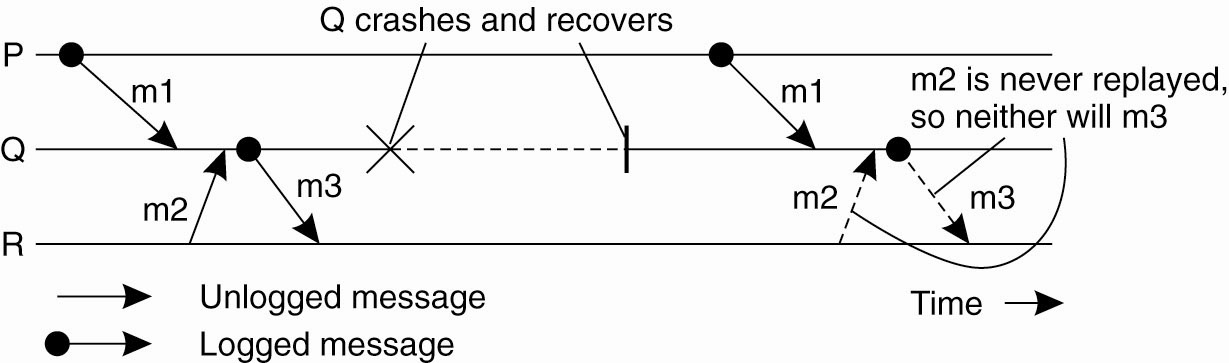 Q crashes and recovers
P
m1
m1
m2 is never replayed,
so neither will m3
Q
m2
m3
m2
m3
R
Unlogged message
Time
Logged message